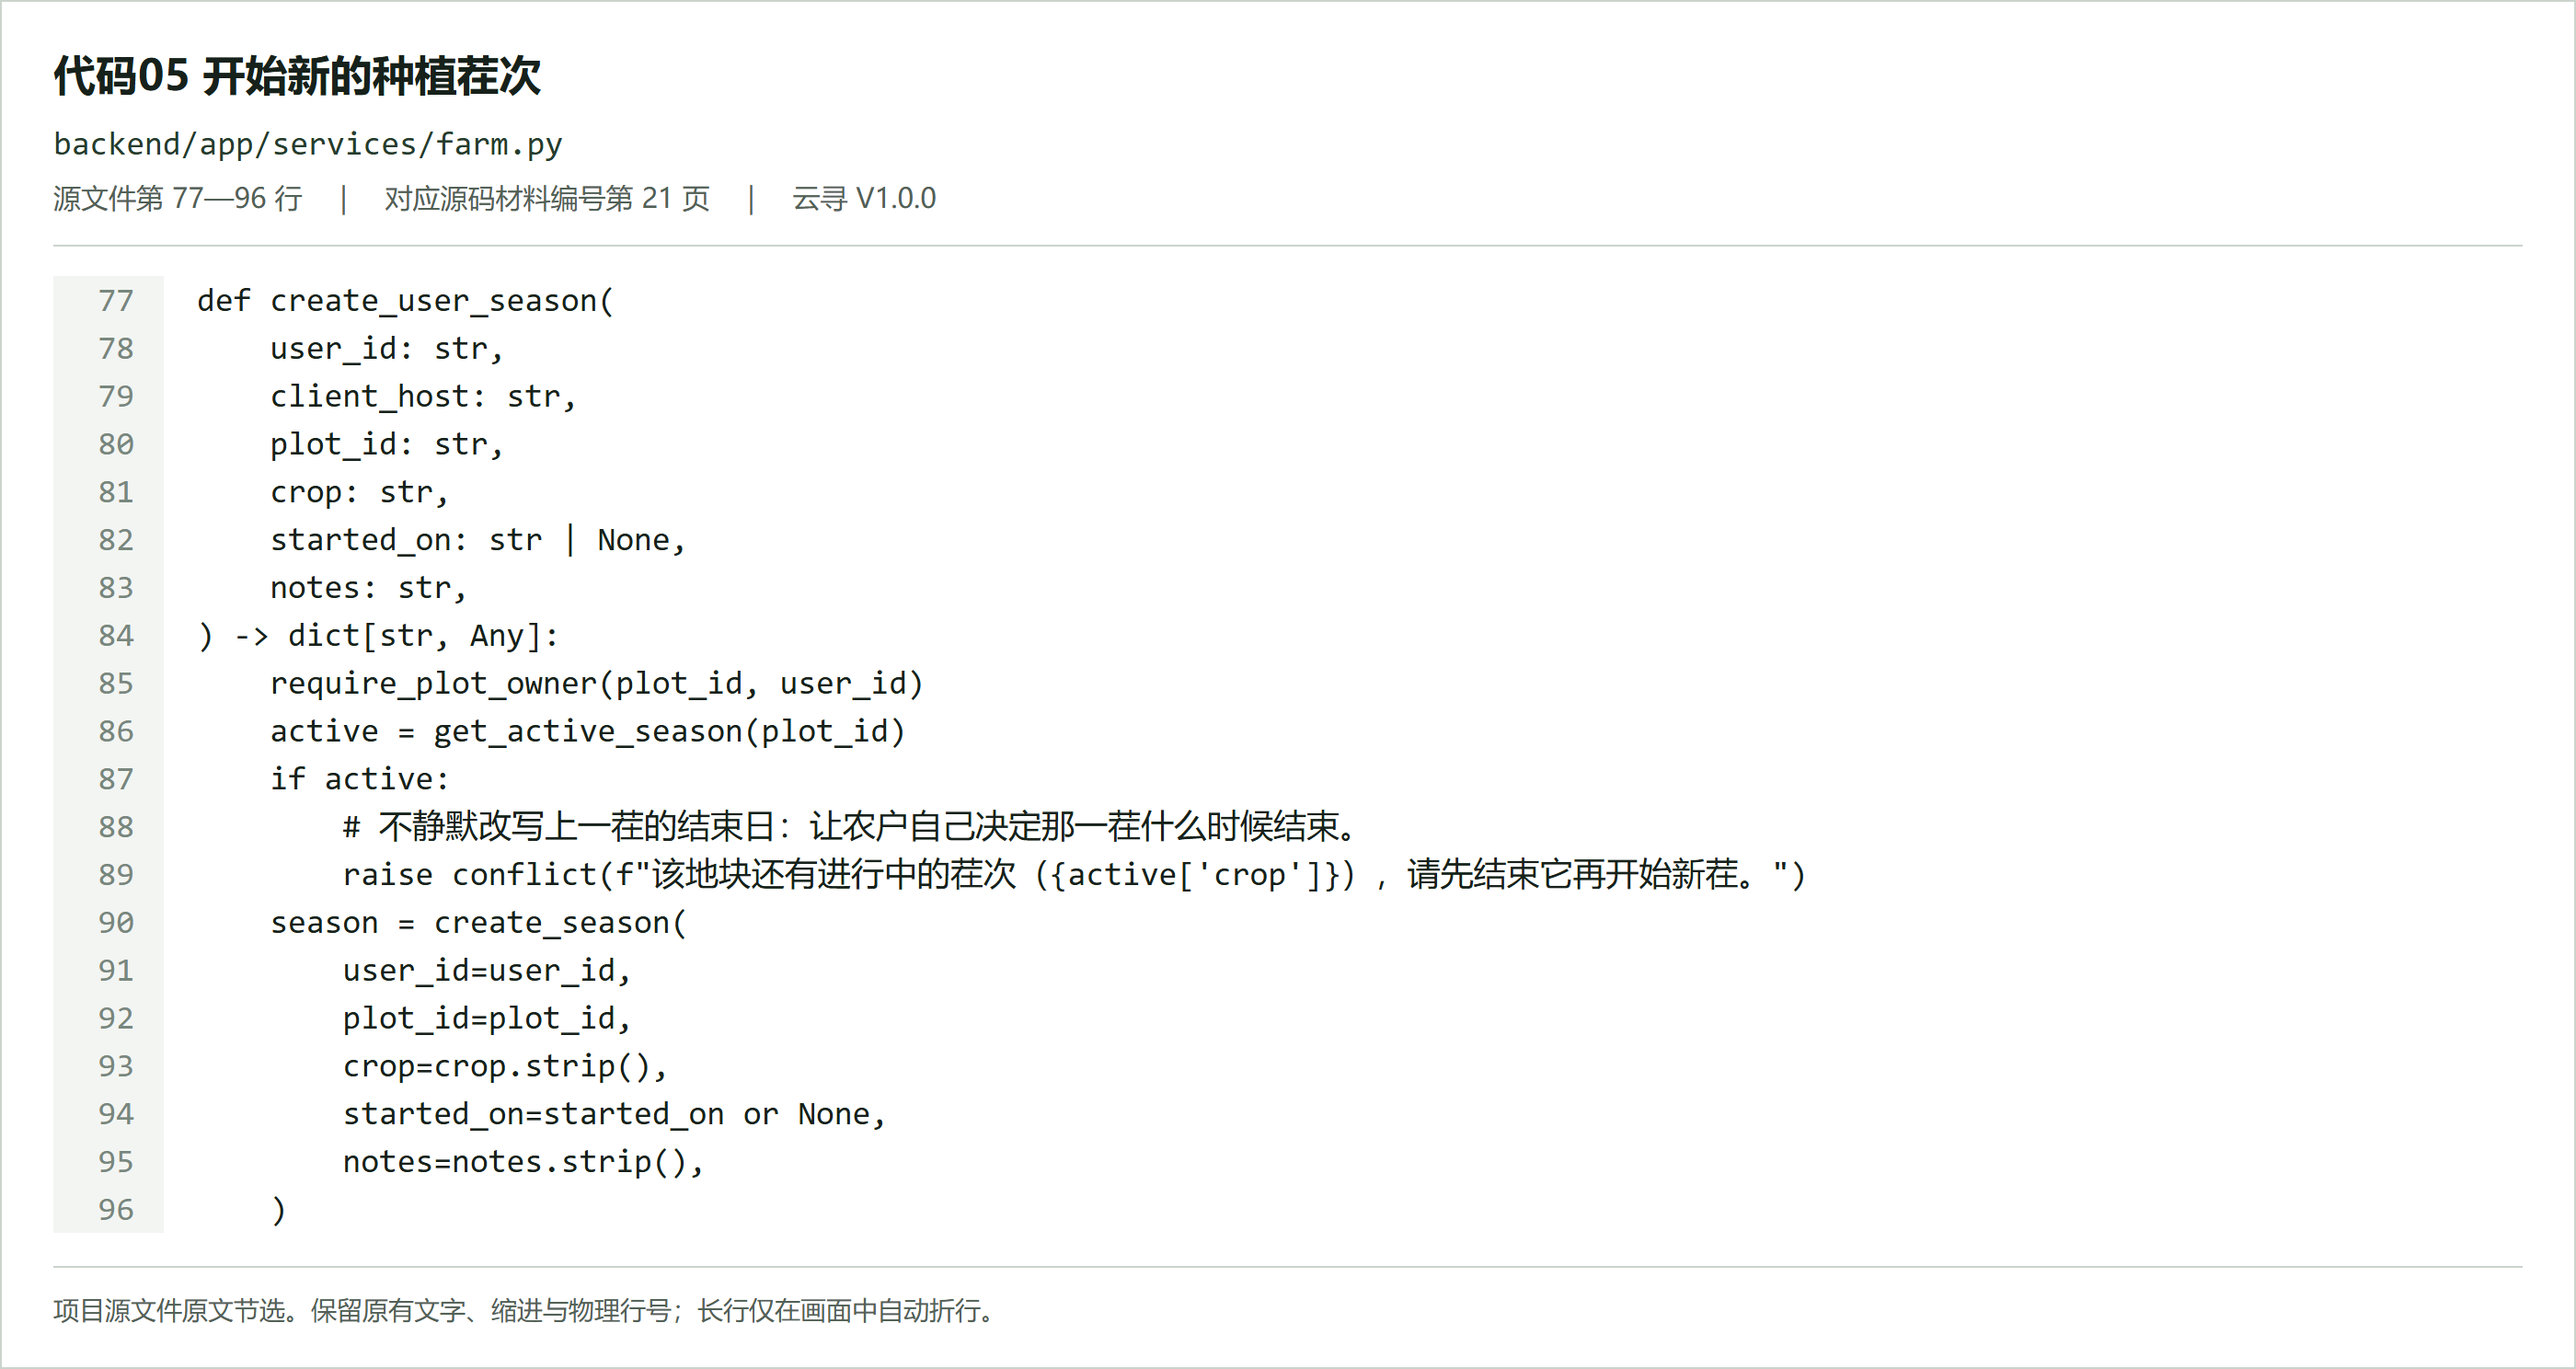 代码05 开始新的种植茬次
backend/app/services/farm.py
源文件第 77—96 行 | 对应源码材料编号第 21 页 | 云寻 V1.0.0
77 def create_user_season(
78     user_id: str,
79     client_host: str,
80     plot_id: str,
81     crop: str,
82     started_on: str | None,
83     notes: str,
84 ) -> dict[str, Any]:
85     require_plot_owner(plot_id, user_id)
86     active = get_active_season(plot_id)
87     if active:
88         # 不静默改写上一茬的结束日：让农户自己决定那一茬什么时候结束。
89         raise conflict(f"该地块还有进行中的茬次（{active['crop']}），请先结束它再开始新茬。")
90     season = create_season(
91         user_id=user_id,
92         plot_id=plot_id,
93         crop=crop.strip(),
94         started_on=started_on or None,
95         notes=notes.strip(),
96     )
项目源文件原文节选。保留原有文字、缩进与物理行号；长行仅在画面中自动折行。